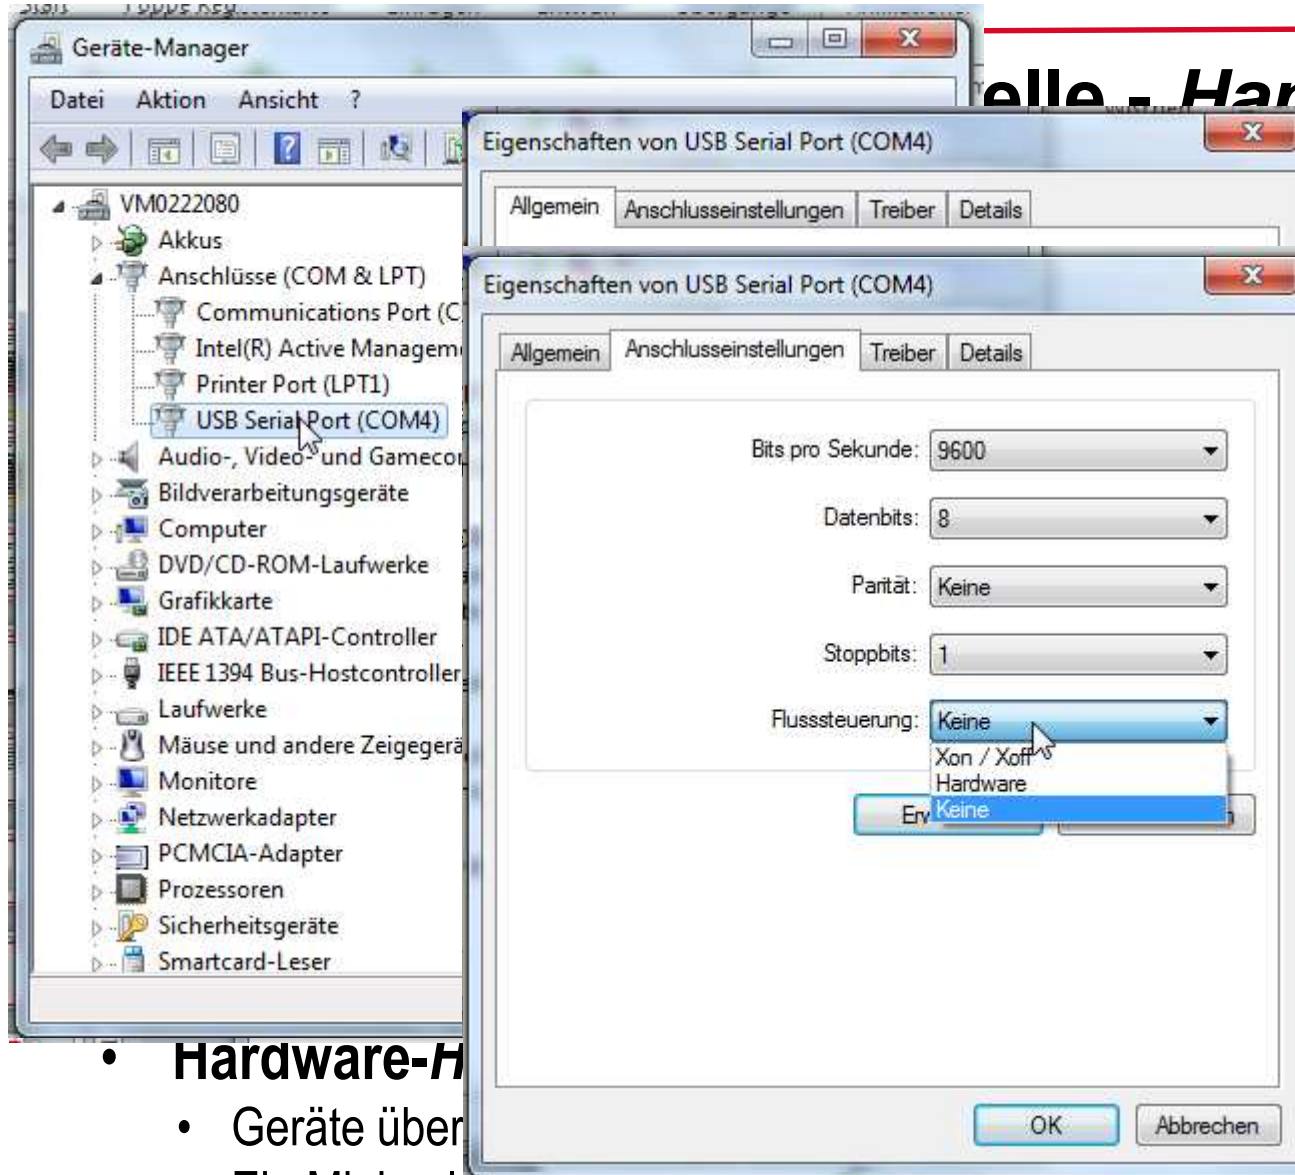 Geräte-Manager
Datei Aktion Ansicht ?
elle - Har
Eigenschaften von USB Serial Port (COM4)
Allgemein Anschlusseinstellungen Treiber Details
VM0222080
Akkus
Anschlüsse (COM & LPT)
Communications Port (C
Intel(R) Active Managem
Printer Port (LPT1)
USB Serial Port (COM4)
Audio-, Video- und Gamecon
Bildverarbeitungsgeräte
Computer
DVD/CD-ROM-Laufwerke
Grafikkarte
IDE ATA/ATAPI-Controller
IEEE 1394 Bus-Hostcontroller
Laufwerke
Mäuse und andere Zeigegerä
Monitore
Netzwerkadapter
PCMCIA-Adapter
Prozessoren
Sicherheitsgeräte
Smartcard-Leser
Eigenschaften von USB Serial Port (COM4)
Allgemein Anschlusseinstellungen Treiber Details
Bits pro Sekunde: 9600
Datenbits: 8
Parität: Keine
Stoppbits: 1
Flusssteuerung: Keine
Xon / Xoff
Hardware
Keine
OK Abbrechen
• Hardware-H
• Geräte über